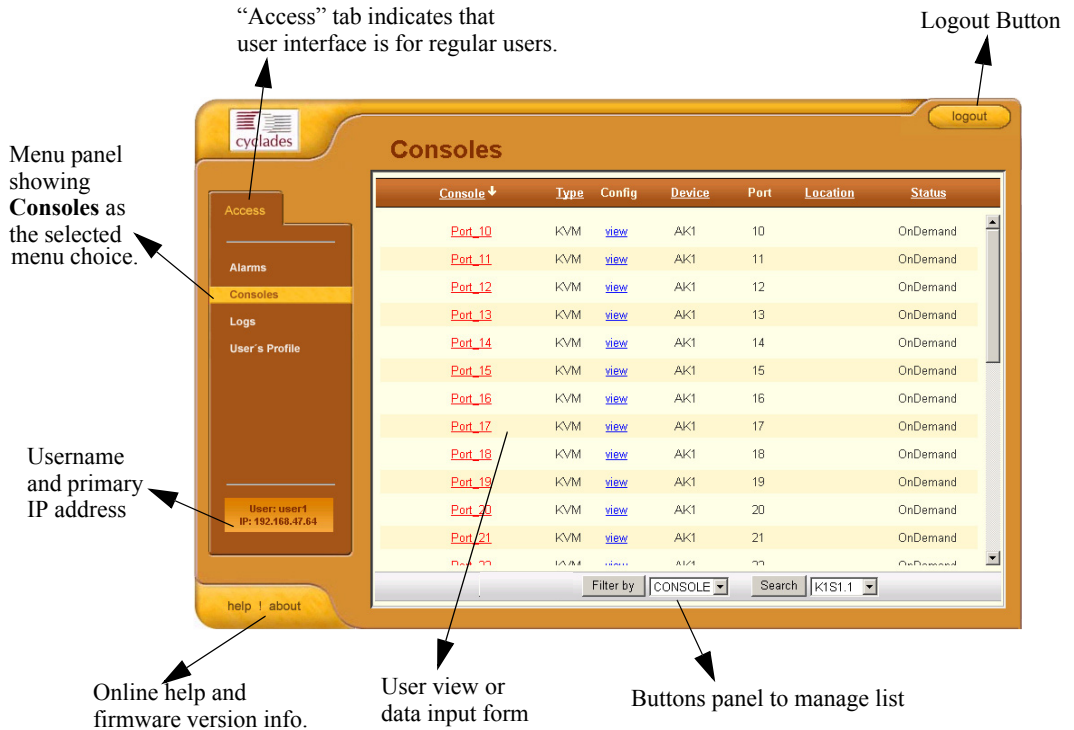 “Access” tab indicates that
user interface is for regular users.
Logout Button
cyclades
logout
Consoles
Menu panel
showing
Consoles as
the selected
menu choice.
Access
Alarms
Consoles
Logs
User´s Profile
Console Type Config Device Port Location Status
Port_10 KVM view AK1 10 OnDemand
Port_11 KVM view AK1 11 OnDemand
Port_12 KVM view AK1 12 OnDemand
Port_13 KVM view AK1 13 OnDemand
Port_14 KVM view AK1 14 OnDemand
Port_15 KVM view AK1 15 OnDemand
Port_16 KVM view AK1 16 OnDemand
Port_17 KVM view AK1 17 OnDemand
Port_18 KVM view AK1 18 OnDemand
Port_19 KVM view AK1 19 OnDemand
Port_20 KVM view AK1 20 OnDemand
Port_21 KVM view AK1 21 OnDemand
Port_22 KVM view AK1 22 OnDemand
Username
and primary
IP address
User: user1
IP: 192.168.47.64
Filter by CONSOLE Search K1S1.1
help ! about
Online help and
firmware version info.
User view or
data input form
Buttons panel to manage list